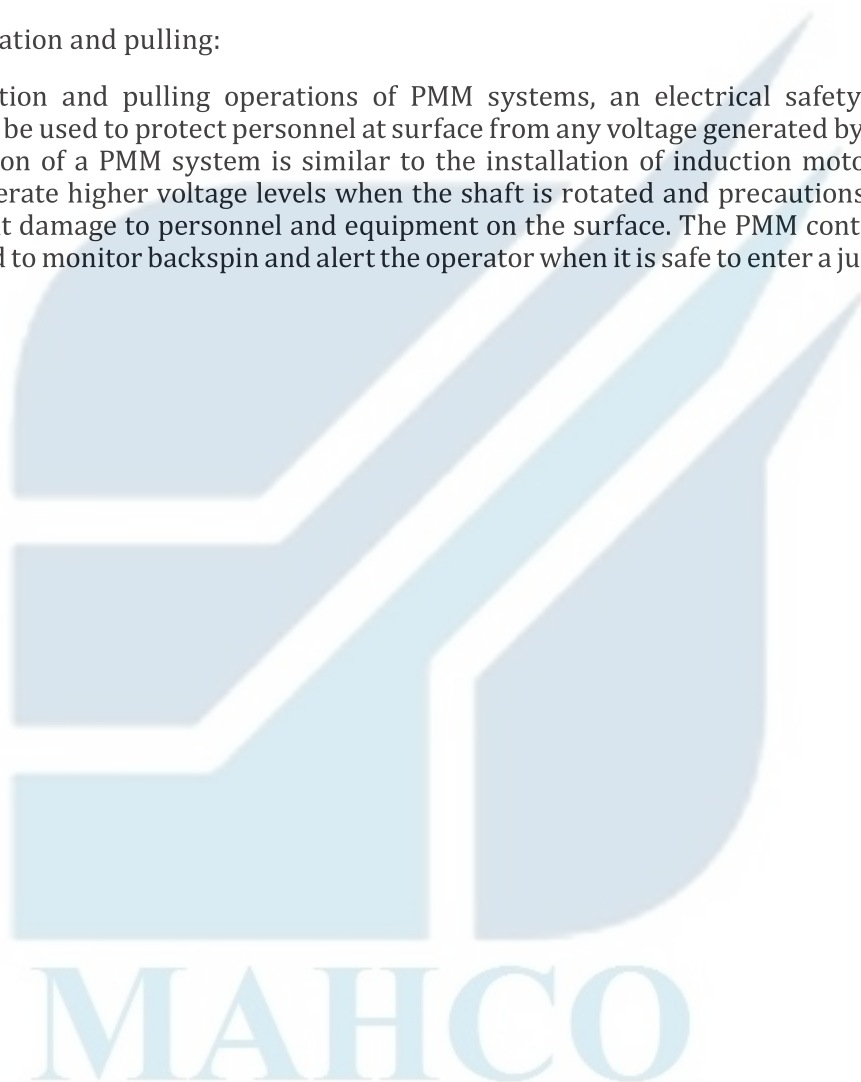 ation and pulling:
tion and pulling operations of PMM systems, an electrical safety
be used to protect personnel at surface from any voltage generated by
on of a PMM system is similar to the installation of induction moto
erate higher voltage levels when the shaft is rotated and precautions
t damage to personnel and equipment on the surface. The PMM cont
d to monitor backspin and alert the operator when it is safe to enter a ju
MAHCO